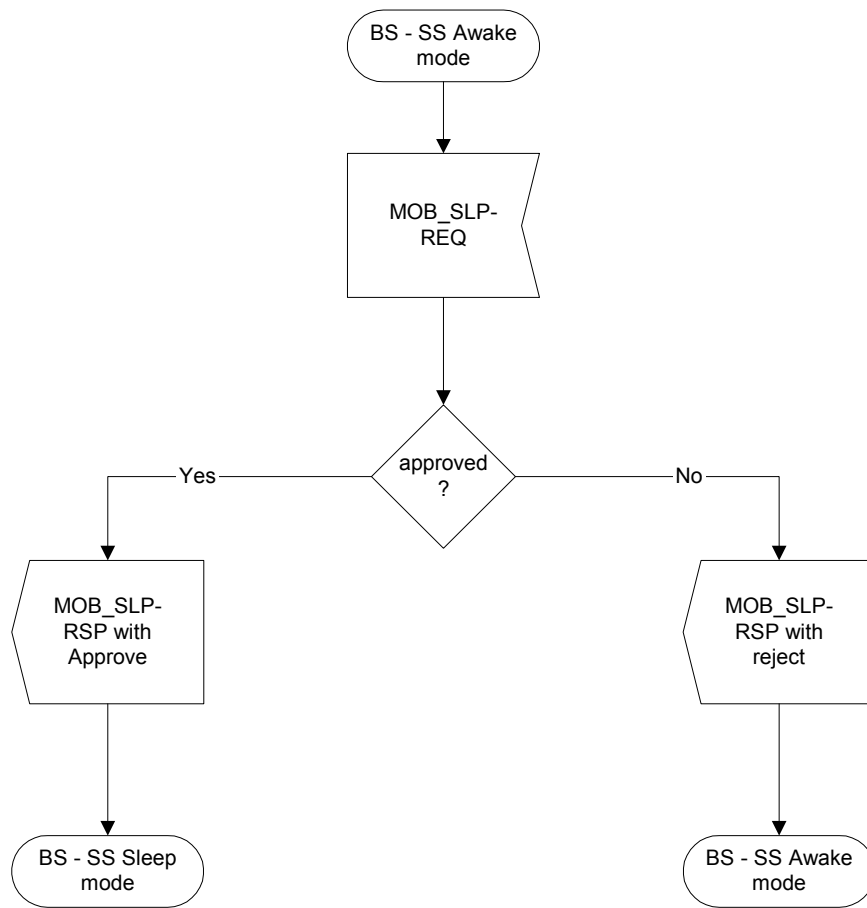 BS - SS Awake
mode
MOB_SLP-
REQ
approved
?
Yes
No
MOB_SLP-
RSP with
Approve
MOB_SLP-
RSP with
reject
BS - SS Sleep
mode
BS - SS Awake
mode